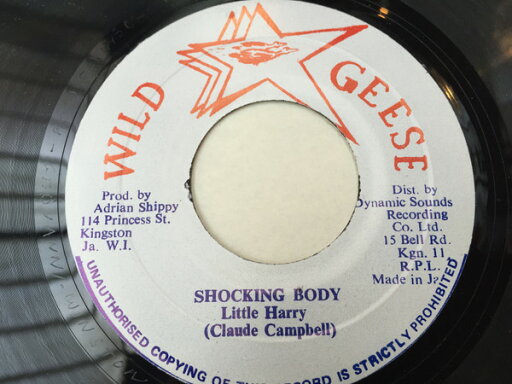 WILD GEESE
Prod. by
Adrian Shippy
114 Princess St.
Kingston
Ja. W.I.
Dist. by
Dynamic Sounds
Recording
Co. Ltd.
15 Bell Rd.
Kgn. 11
R.P.L.
Made in Ja
SHOCKING BODY
Little Harry
(Claude Campbell)
UNAUTHORISED COPYING OF THIS RECORD IS STRICTLY PROHIBITED